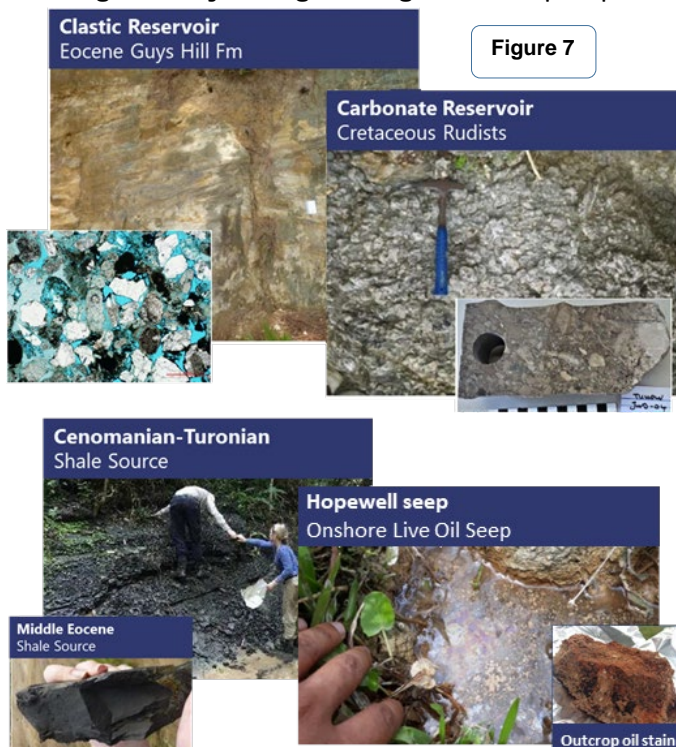 Clastic Reservoir
Eocene Guys Hill Fm
Figure 7
Carbonate Reservoir
Cretaceous Rudists
Cenomanian-Turonian
Shale Source
Hopewell seep
Onshore Live Oil Seep
Middle Eocene
Shale Source
Outcrop oil stain